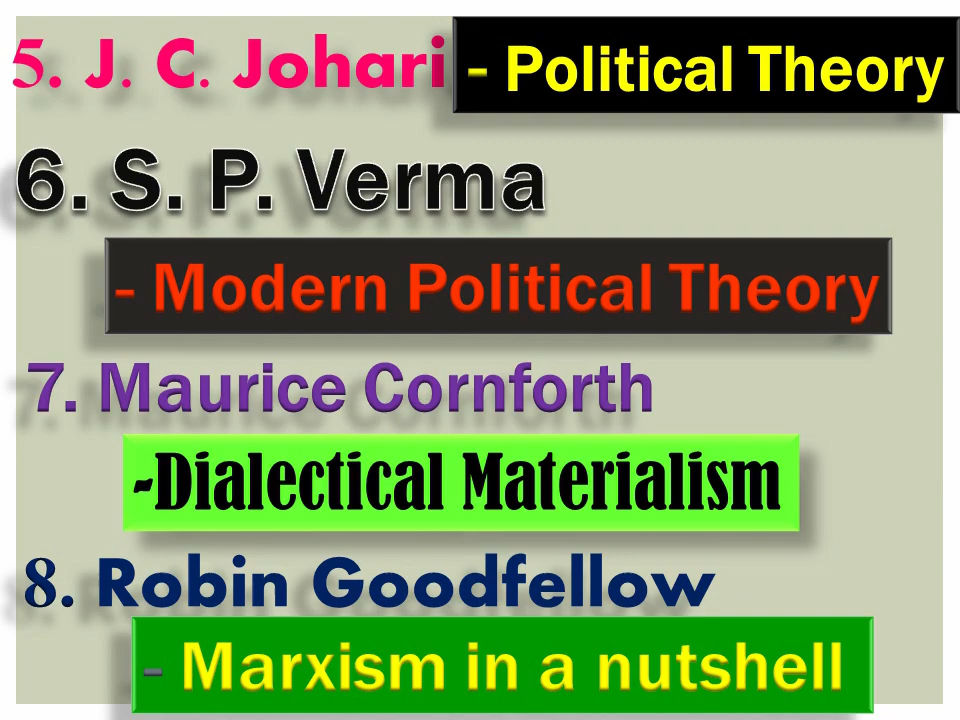 5. J. C. Johari - Political Theory
6. S. P. Verma
- Modern Political Theory
7. Maurice Cornforth
-Dialectical Materialism
8. Robin Goodfellow
- Marxism in a nutshell